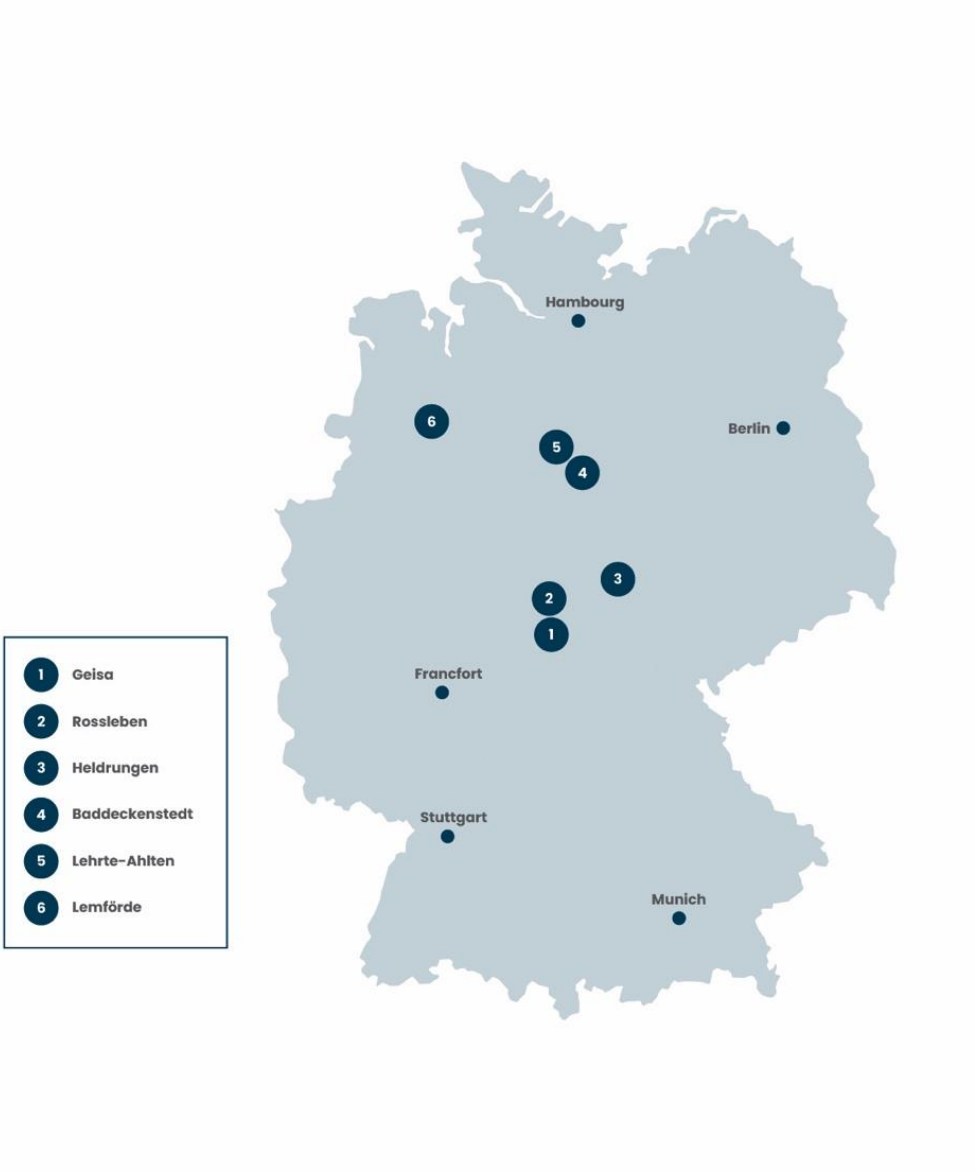 Hambourg
6
Berlin
5
4
3
2
1
Francfort
Stuttgart
Munich
1 Geisa
2 Rossleben
3 Heldrungen
4 Baddeckenstedt
5 Lehrte-Ahlten
6 Lemförde